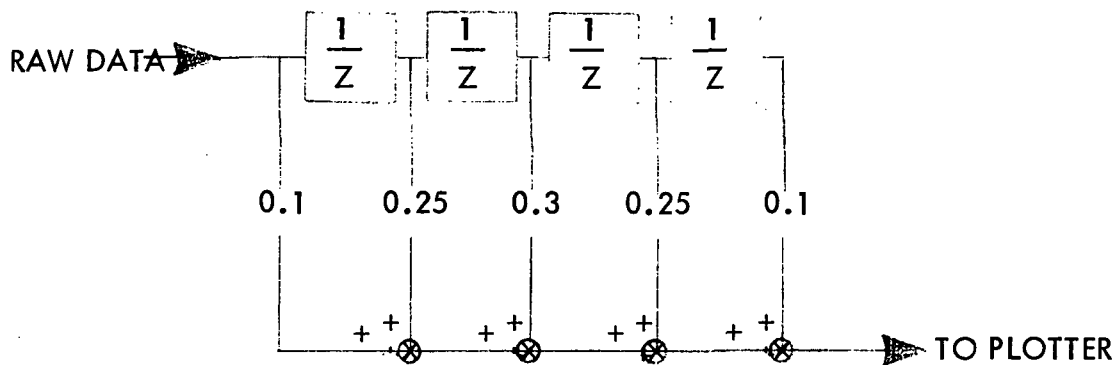 1 1 1 1
RAW DATA
Z Z Z Z
0.1 0.25 0.3 0.25 0.1
+ + + + + + + +
TO PLOTTER